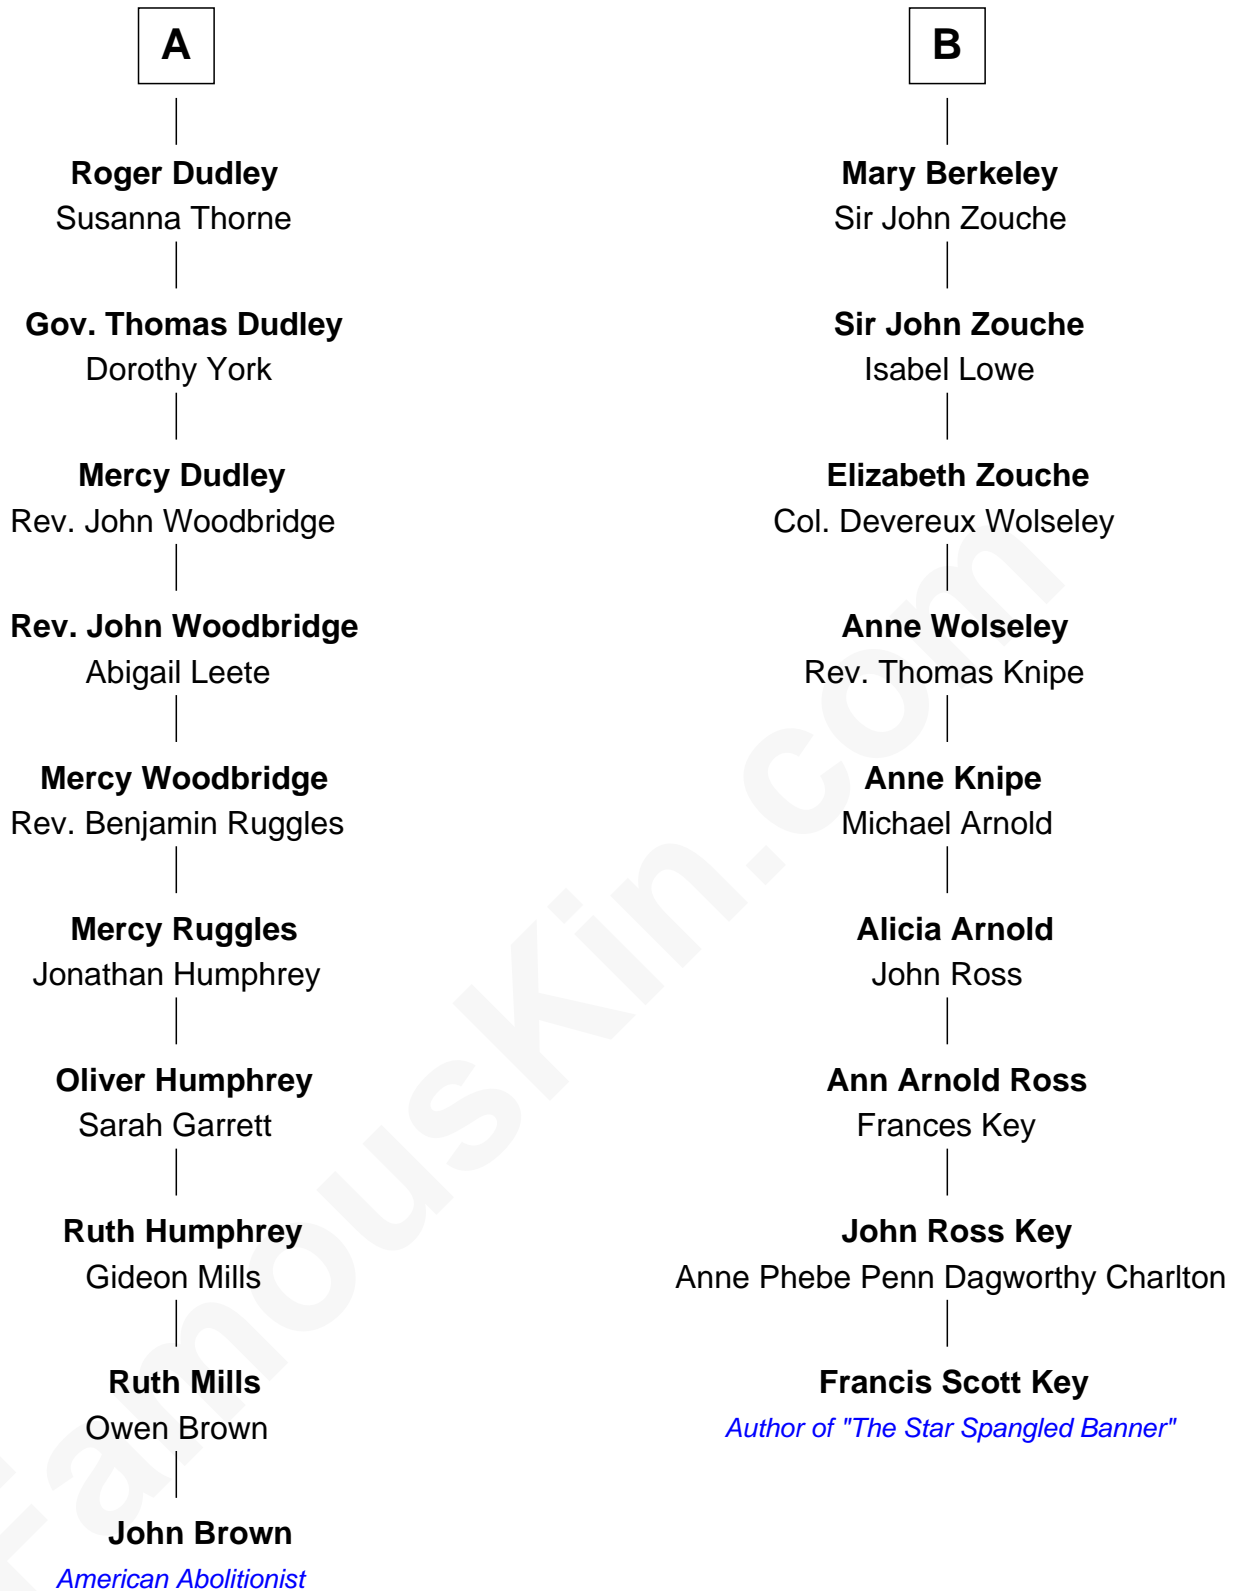 A
Roger Dudley
Susanna Thorne
Gov. Thomas Dudley
Dorothy York
Mercy Dudley
Rev. John Woodbridge
Rev. John Woodbridge
Abigail Leete
Mercy Woodbridge
Rev. Benjamin Ruggles
Mercy Ruggles
Jonathan Humphrey
Oliver Humphrey
Sarah Garrett
Ruth Humphrey
Gideon Mills
Ruth Mills
Owen Brown
John Brown
American Abolitionist
B
Mary Berkeley
Sir John Zouche
Sir John Zouche
Isabel Lowe
Elizabeth Zouche
Col. Devereux Wolseley
Anne Wolseley
Rev. Thomas Knipe
Anne Knipe
Michael Arnold
Alicia Arnold
John Ross
Ann Arnold Ross
Frances Key
John Ross Key
Anne Phebe Penn Dagworthy Charlton
Francis Scott Key
Author of "The Star Spangled Banner"
FamousKin.com